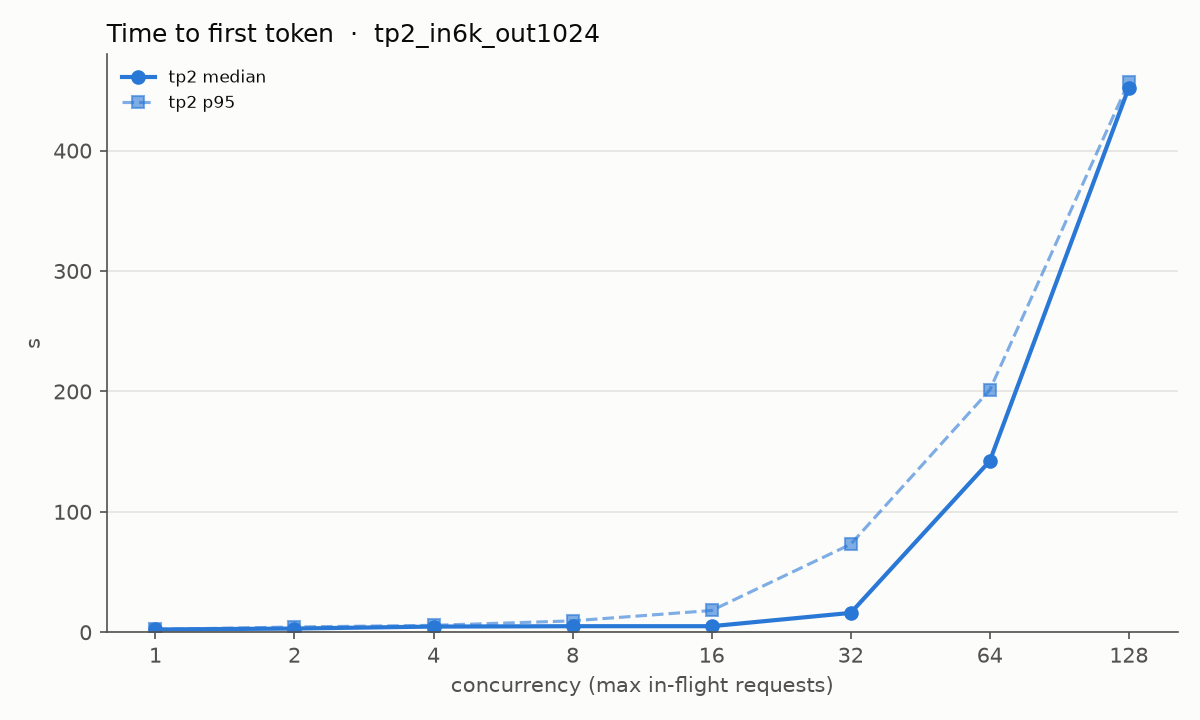 Time to first token · tp2_in6k_out1024
tp2 median
tp2 p95
400
300
200
100
0
s
1 2 4 8 16 32 64 128
concurrency (max in-flight requests)